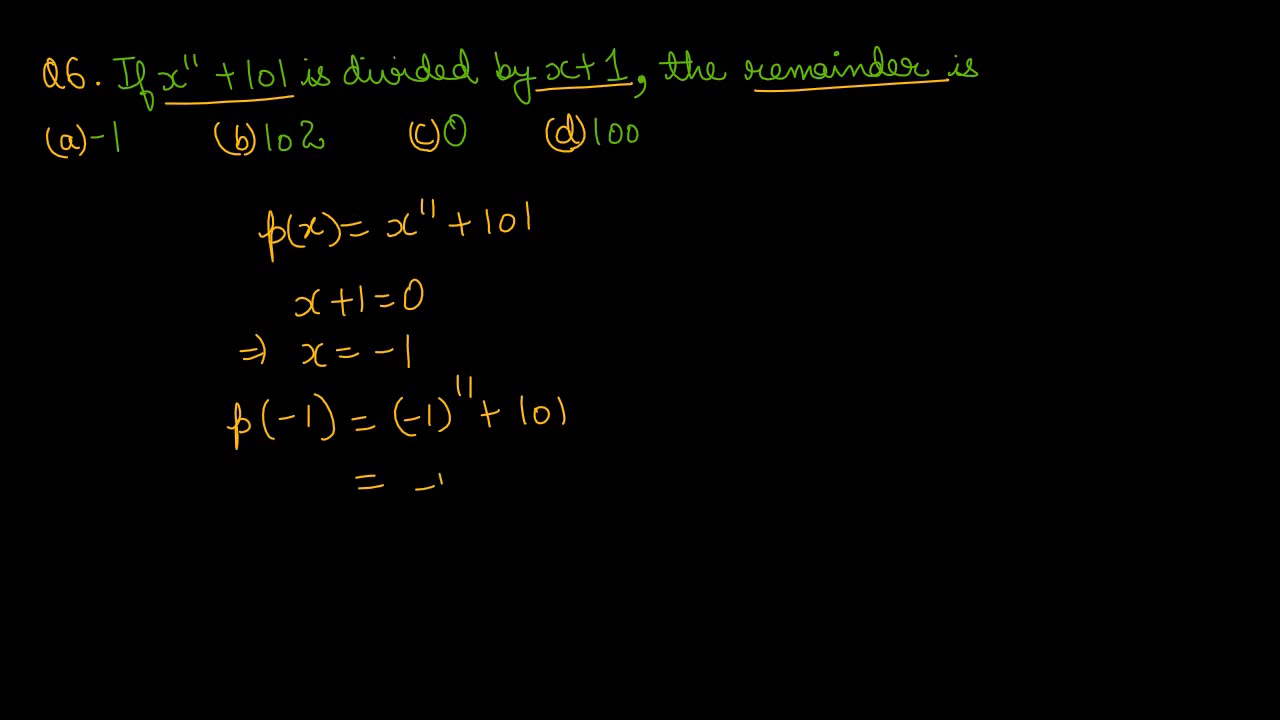 Q6. If x¹¹ + 101 is divided by x+1, the remainder is
(a) -1 (b) 102 (c) 0 (d) 100
p(x) = x¹¹ + 101
x + 1 = 0
⇒ x = -1
p(-1) = (-1)¹¹ + 101
= -1